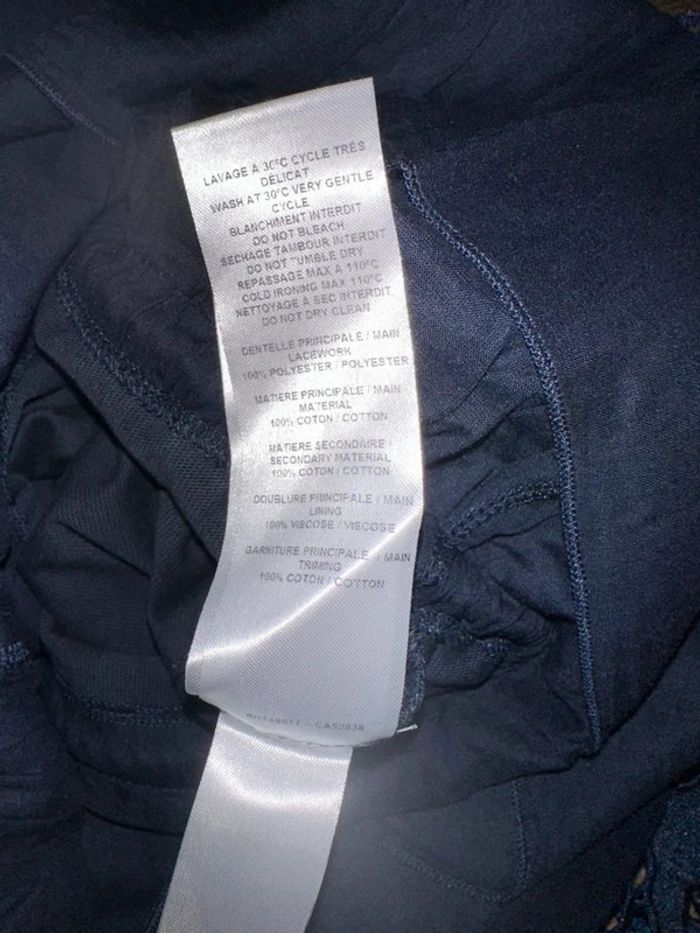 LAVAGE À 30°C CYCLE TRÈS
DÉLICAT
WASH AT 30°C VERY GENTLE
CYCLE
BLANCHIMENT INTERDIT
DO NOT BLEACH
SECHAGE TAMBOUR INTERDIT
DO NOT TUMBLE DRY
REPASSAGE MAX A 110°C
COLD IRONING MAX 110°C
NETTOYAGE À SEC INTERDIT
DO NOT DRY CLEAN
DENTELLE PRINCIPALE / MAIN
LACEWORK
100% POLYESTER / POLYESTER
MATIERE PRINCIPALE / MAIN
MATERIAL
100% COTON / COTTON
MATIERE SECONDAIRE /
SECONDARY MATERIAL
100% COTON / COTTON
DOUBLURE PRINCIPALE / MAIN
LINING
100% VISCOSE / VISCOSE
GARNITURE PRINCIPALE / MAIN
TRIMING
100% COTON / COTTON